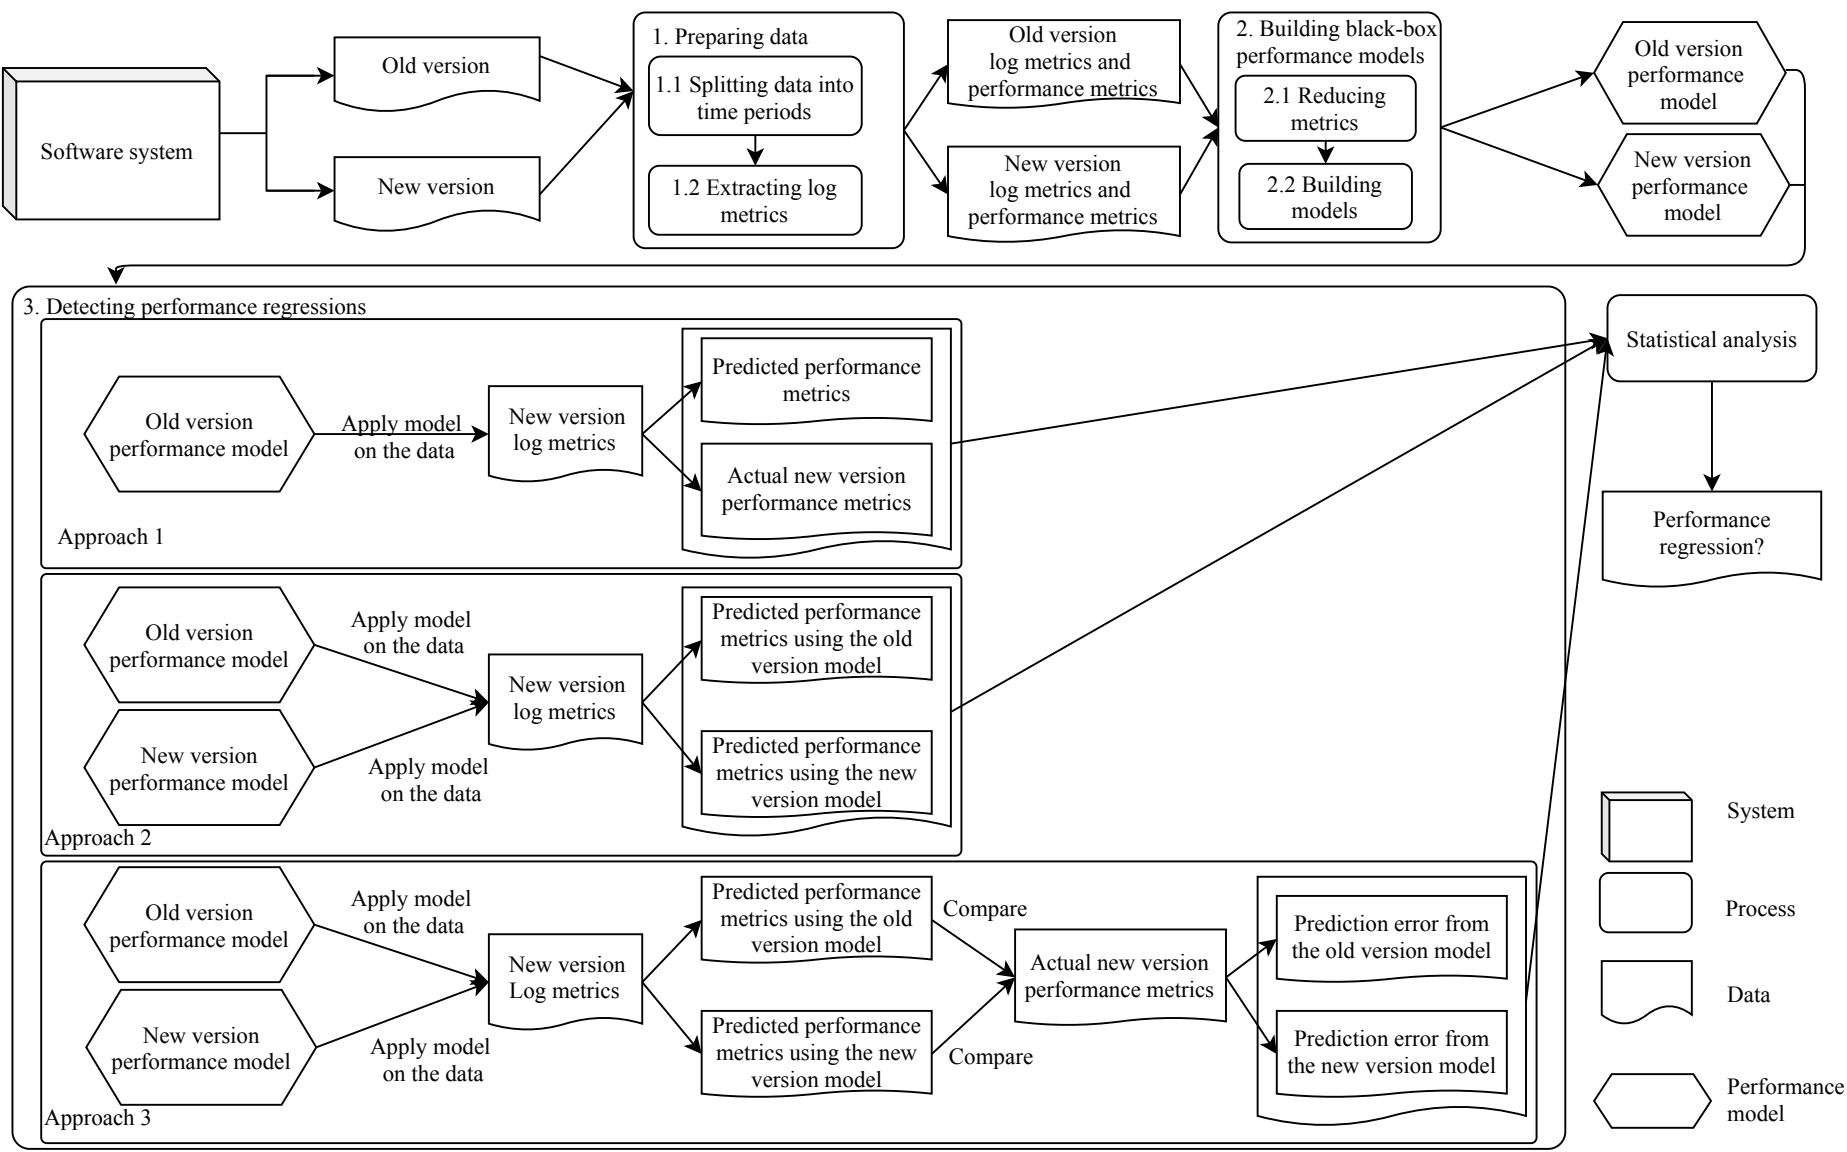 Software system
Old version
New version
1. Preparing data
1.1 Splitting data into
time periods
1.2 Extracting log
metrics
Old version
log metrics and
performance metrics
New version
log metrics and
performance metrics
2. Building black-box
performance models
2.1 Reducing
metrics
2.2 Building
models
Old version
performance
model
New version
performance
model
3. Detecting performance regressions
Old version
performance model
Apply model
on the data
New version
log metrics
Predicted performance
metrics
Actual new version
performance metrics
Approach 1
Old version
performance model
New version
performance model
Apply model
on the data
Apply model
on the data
New version
log metrics
Predicted performance
metrics using the old
version model
Predicted performance
metrics using the new
version model
Approach 2
Old version
performance model
New version
performance model
Apply model
on the data
Apply model
on the data
New version
Log metrics
Predicted performance
metrics using the old
version model
Predicted performance
metrics using the new
version model
Compare
Compare
Actual new version
performance metrics
Prediction error from
the old version model
Prediction error from
the new version model
Approach 3
Statistical analysis
Performance
regression?
System
Process
Data
Performance
model